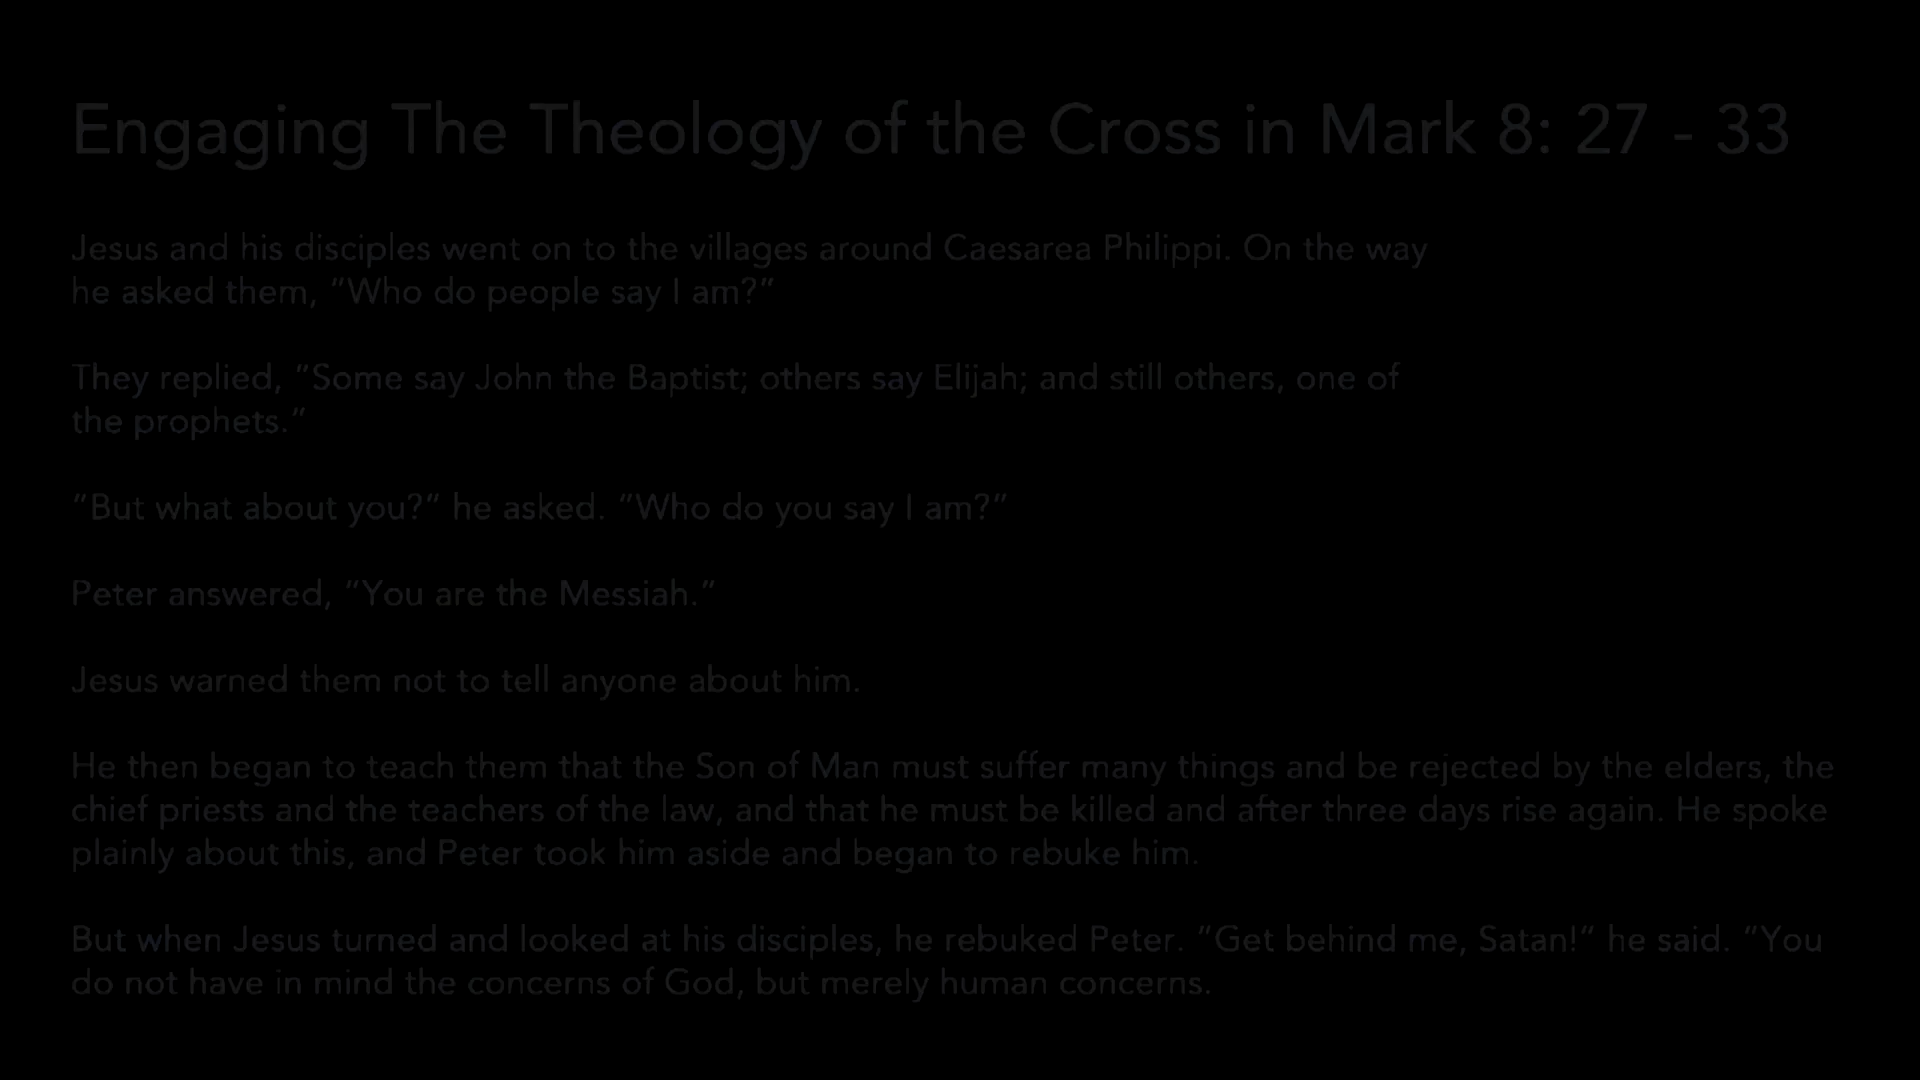 Engaging The Theology of the Cross in Mark 8: 27 - 33
Jesus and his disciples went on to the villages around Caesarea Philippi. On the way
he asked them, “Who do people say I am?”
They replied, “Some say John the Baptist; others say Elijah; and still others, one of
the prophets.”
“But what about you?” he asked. “Who do you say I am?”
Peter answered, “You are the Messiah.”
Jesus warned them not to tell anyone about him.
He then began to teach them that the Son of Man must suffer many things and be rejected by the elders, the
chief priests and the teachers of the law, and that he must be killed and after three days rise again. He spoke
plainly about this, and Peter took him aside and began to rebuke him.
But when Jesus turned and looked at his disciples, he rebuked Peter. “Get behind me, Satan!” he said. “You
do not have in mind the concerns of God, but merely human concerns.